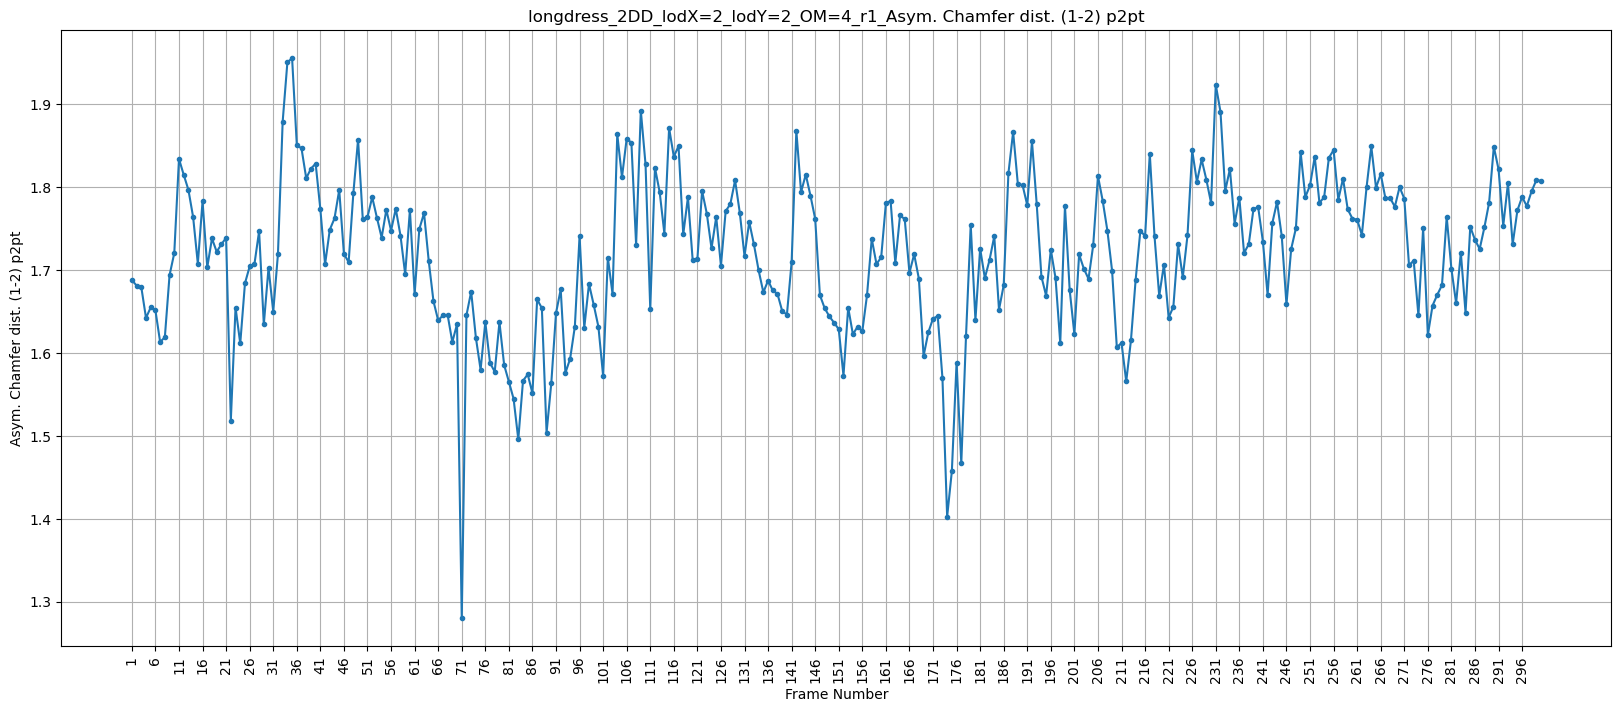 longdress_2DD_lodX=2_lodY=2_OM=4_r1_Asym. Chamfer dist. (1-2) p2pt
Asym. Chamfer dist. (1-2) p2pt
1.9
1.8
1.7
1.6
1.5
1.4
1.3
1 6 11 16 21 26 31 36 41 46 51 56 61 66 71 76 81 86 91 96 101 106 111 116 121 126 131 136 141 146 151 156 161 166 171 176 181 186 191 196 201 206 211 216 221 226 231 236 241 246 251 256 261 266 271 276 281 286 291 296
Frame Number